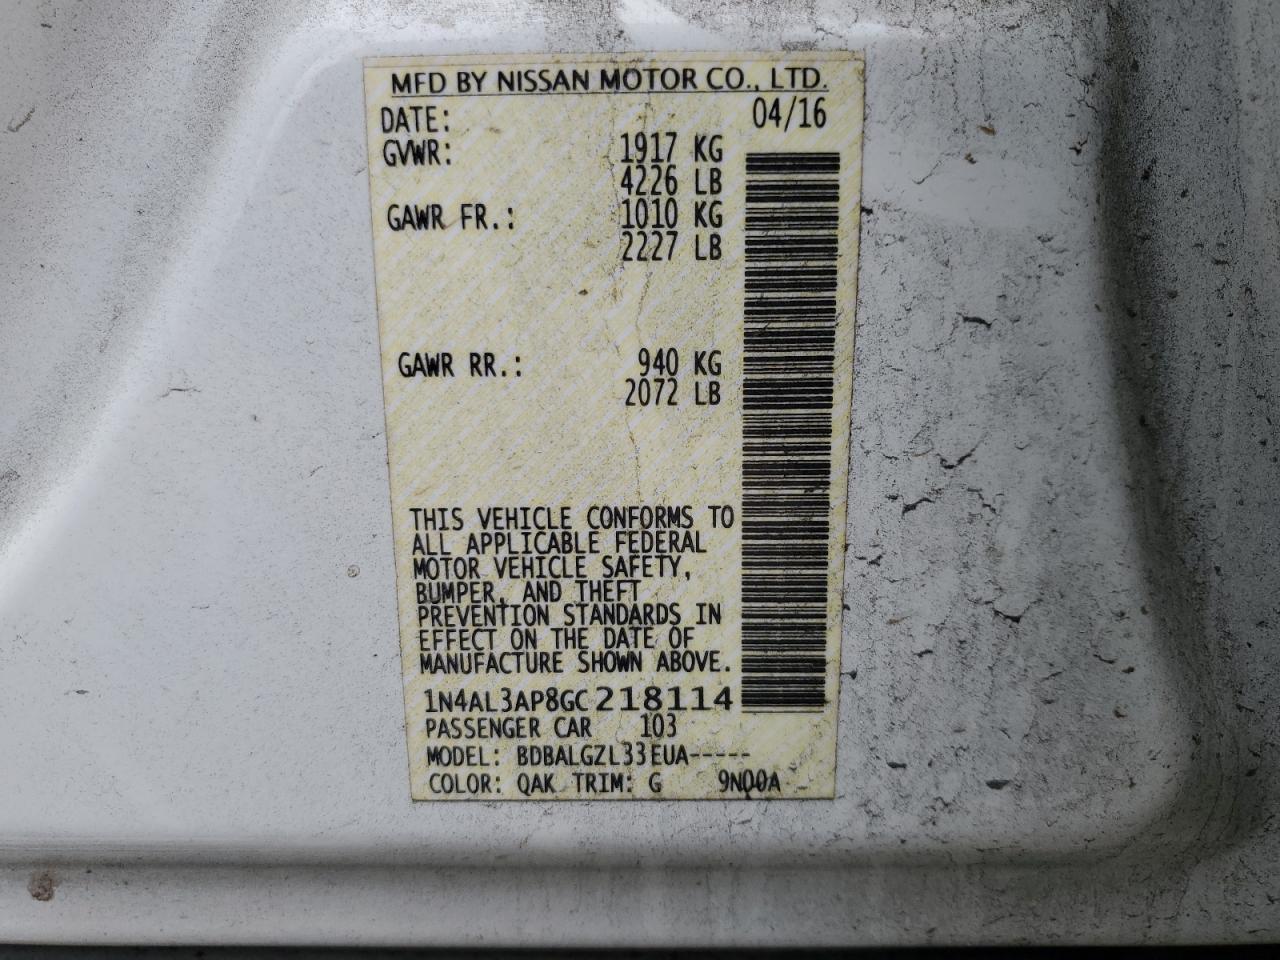 MFD BY NISSAN MOTOR CO., LTD.
DATE: 04/16
GVWR: 1917 KG
4226 LB
GAWR FR.: 1010 KG
2227 LB
GAWR RR.: 940 KG
2072 LB
THIS VEHICLE CONFORMS TO
ALL APPLICABLE FEDERAL
MOTOR VEHICLE SAFETY,
BUMPER, AND THEFT
PREVENTION STANDARDS IN
EFFECT ON THE DATE OF
MANUFACTURE SHOWN ABOVE.
1N4AL3AP8GC218114
PASSENGER CAR 103
MODEL: BDBALGZL33EUA-----
COLOR: QAK TRIM: G 9N00A